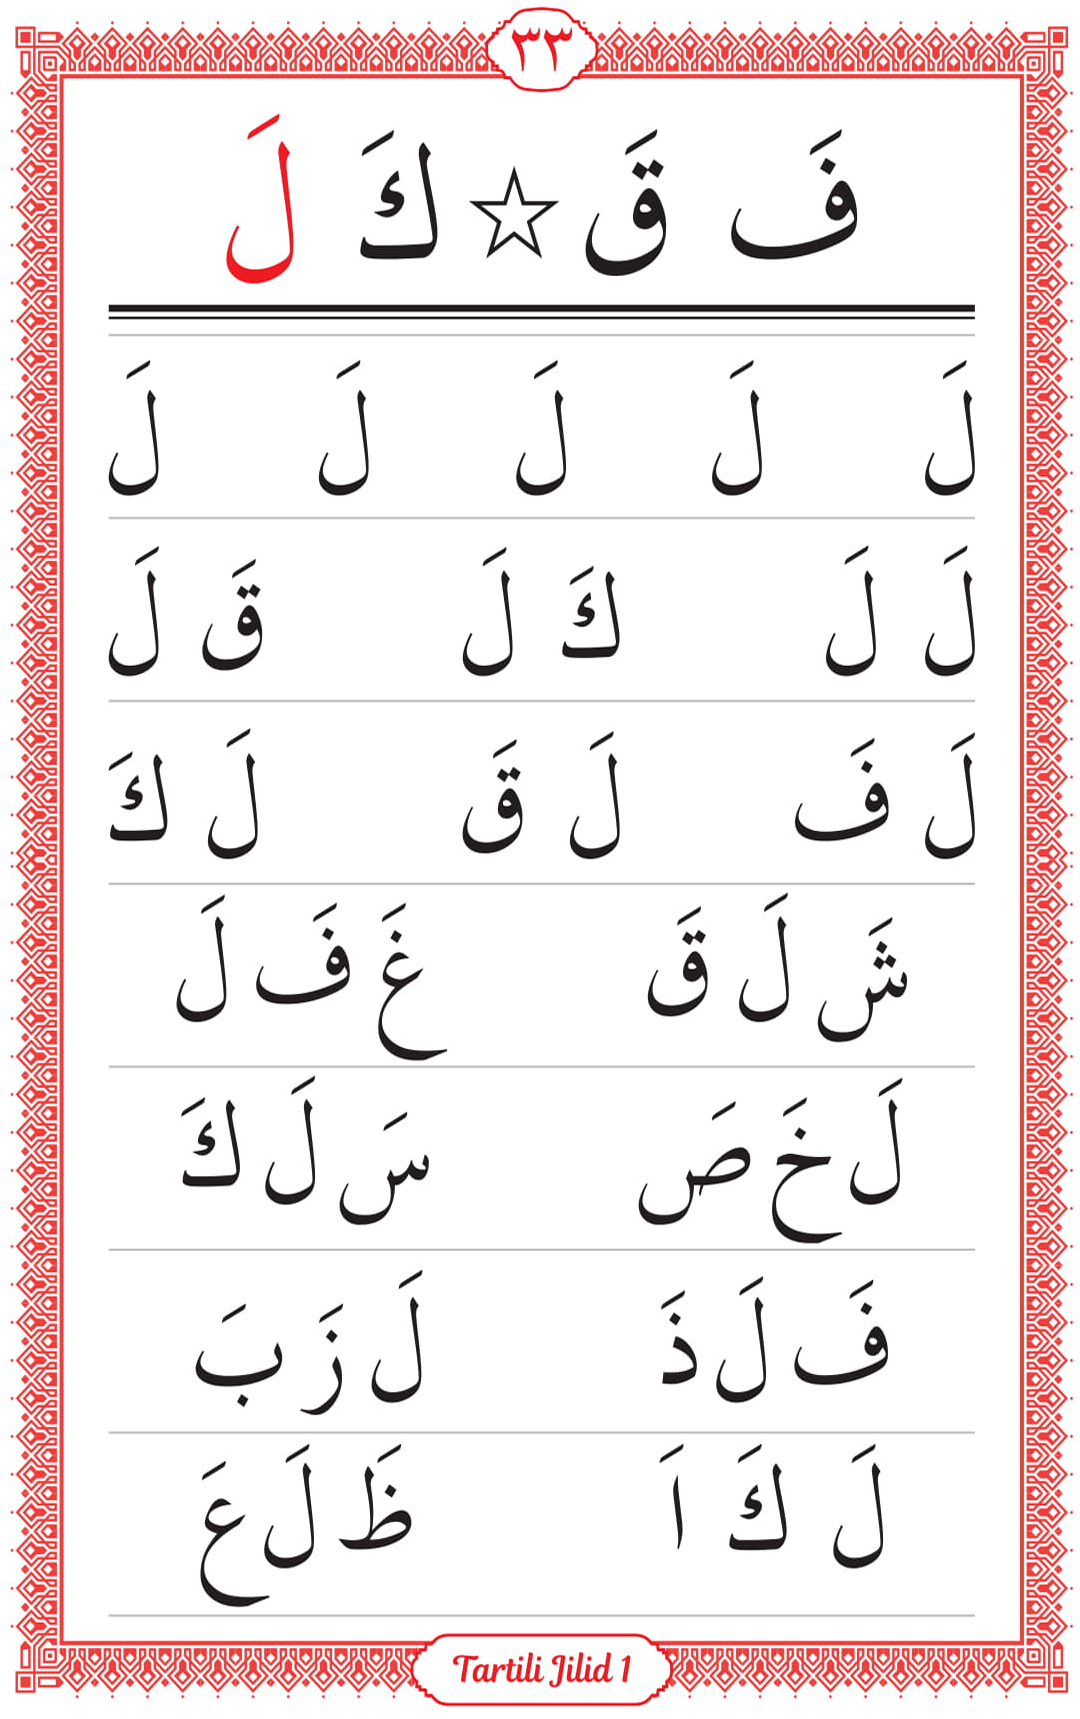 ٣٣
فَ قَ ☆ كَ لَ
لَ لَ لَ لَ لَ
لَ لَ كَ لَ قَ لَ
لَ فَ لَ قَ لَ كَ
شَ لَ قَ غَ فَ لَ
لَ خَ صَ سَ لَ كَ
فَ لَ ذَ لَ زَ بَ
لَ كَ اَ ظَ لَ عَ
Tartili Jilid 1